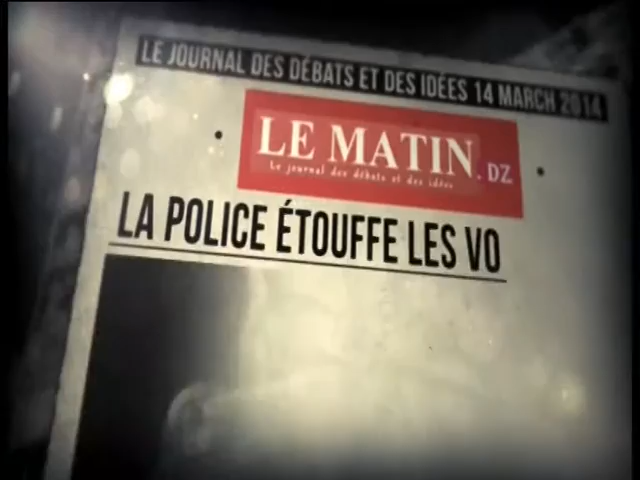 LE JOURNAL DES DÉBATS ET DES IDÉES 14 MARCH 2014
LE MATIN.DZ
Le journal des débats et des idées
LA POLICE ÉTOUFFE LES VO